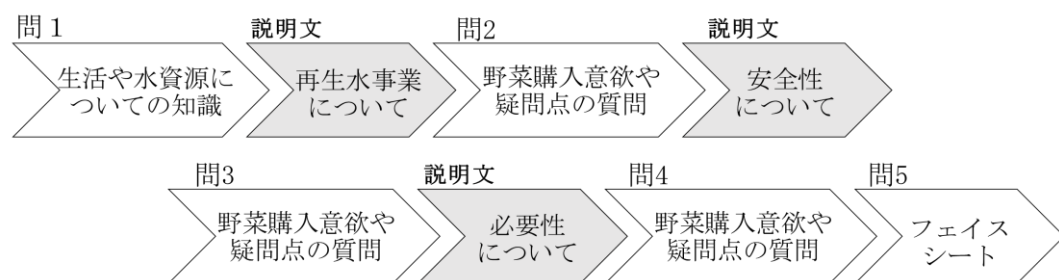 問1
生活や水資源に
ついての知識
説明文
再生水事業
について
問2
野菜購入意欲や
疑問点の質問
説明文
安全性
について
問3
野菜購入意欲や
疑問点の質問
説明文
必要性
について
問4
野菜購入意欲や
疑問点の質問
問5
フェイス
シート